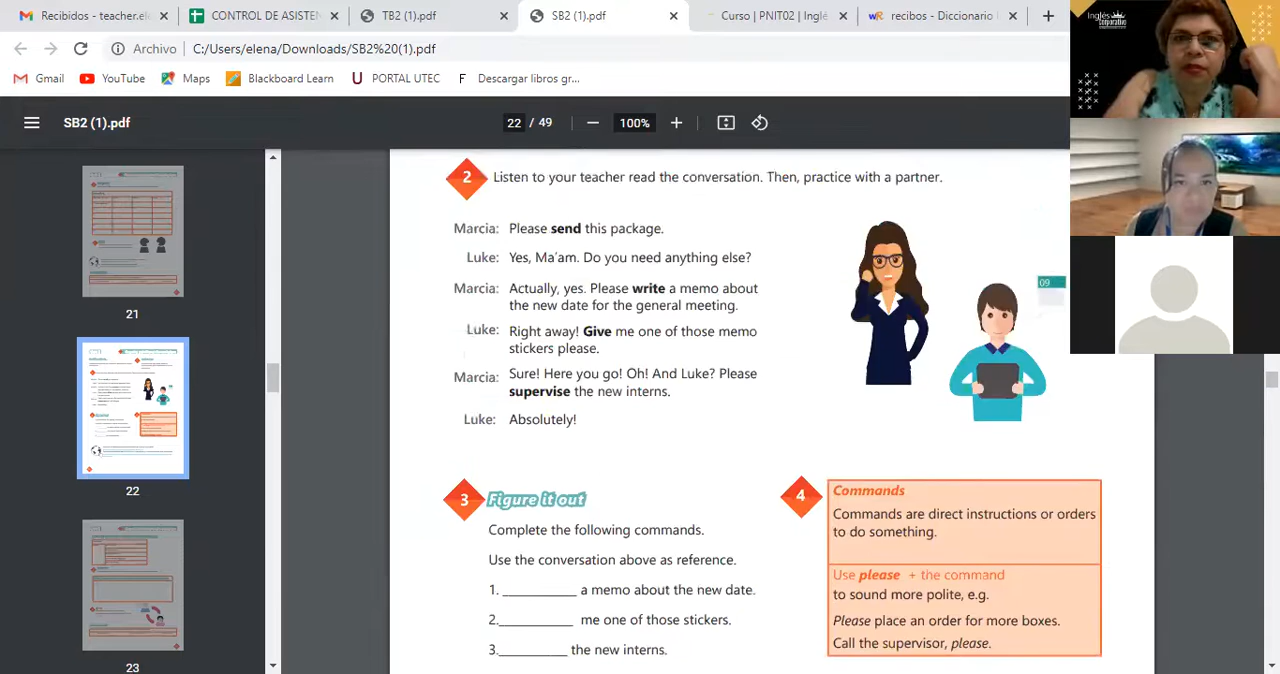 Recibidos - teacher.el
CONTROL DE ASISTEN
TB2 (1).pdf
SB2 (1).pdf
Curso | PNIT02 | Inglé
recibos - Diccionario
Archivo
C:/Users/elena/Downloads/SB2%20(1).pdf
Gmail
YouTube
Maps
Blackboard Learn
PORTAL UTEC
Descargar libros gr...
Inglés
Corporativo
SB2 (1).pdf
22 / 49
100%
21
22
23
2 Listen to your teacher read the conversation. Then, practice with a partner.
Marcia: Please send this package.
Luke: Yes, Ma'am. Do you need anything else?
Marcia: Actually, yes. Please write a memo about
the new date for the general meeting.
Luke: Right away! Give me one of those memo
stickers please.
Marcia: Sure! Here you go! Oh! And Luke? Please
supervise the new interns.
Luke: Absolutely!
09
3 Figure it out
Complete the following commands.
Use the conversation above as reference.
1. ___________ a memo about the new date.
2.___________ me one of those stickers.
3.__________ the new interns.
4 Commands
Commands are direct instructions or orders
to do something.
Use please + the command
to sound more polite, e.g.
Please place an order for more boxes.
Call the supervisor, please.